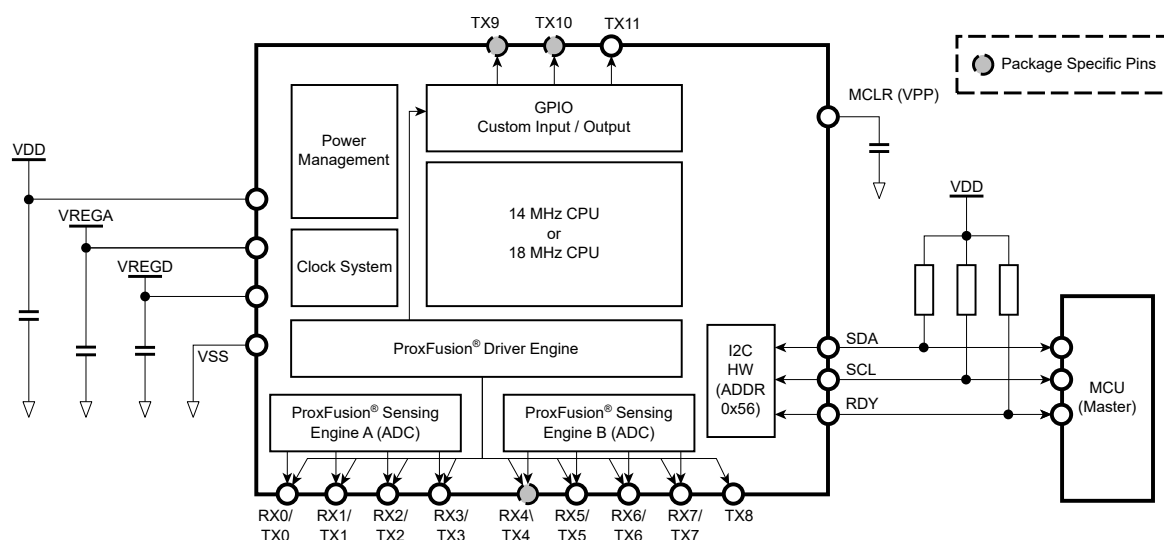 TX9
TX10
TX11
Package Specific Pins
MCLR (VPP)
Power
Management
GPIO
Custom Input / Output
VDD
VREGA
VREGD
VSS
Clock System
14 MHz CPU
or
18 MHz CPU
VDD
ProxFusion® Driver Engine
I2C
HW
(ADDR
0x56)
SDA
SCL
RDY
MCU
(Master)
ProxFusion® Sensing
Engine A (ADC)
ProxFusion® Sensing
Engine B (ADC)
RX0/
TX0
RX1/
TX1
RX2/
TX2
RX3/
TX3
RX4\
TX4
RX5/
TX5
RX6/
TX6
RX7/
TX7
TX8